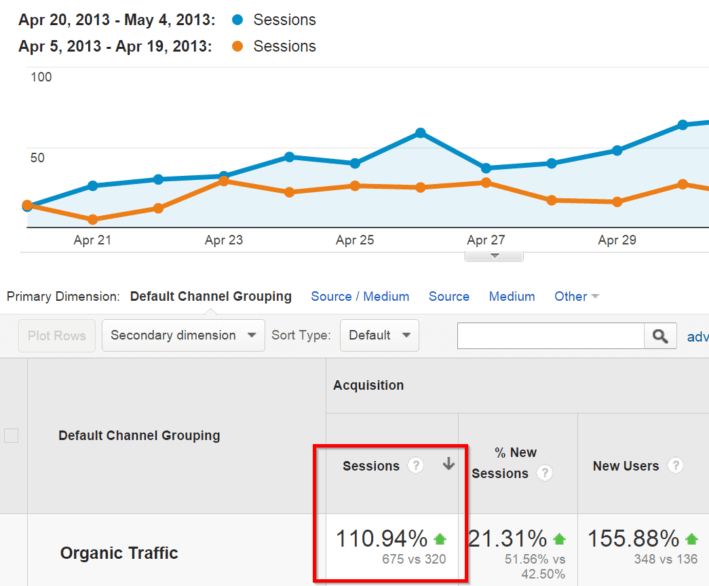 Apr 20, 2013 - May 4, 2013: Sessions
Apr 5, 2013 - Apr 19, 2013: Sessions
100
50
Apr 21 Apr 23 Apr 25 Apr 27 Apr 29
Primary Dimension: Default Channel Grouping Source / Medium Source Medium Other
Plot Rows Secondary dimension Sort Type: Default adv
Acquisition
Default Channel Grouping
Sessions ?
% New
Sessions ?
New Users ?
Organic Traffic
110.94%
675 vs 320
21.31%
51.56% vs
42.50%
155.88%
348 vs 136